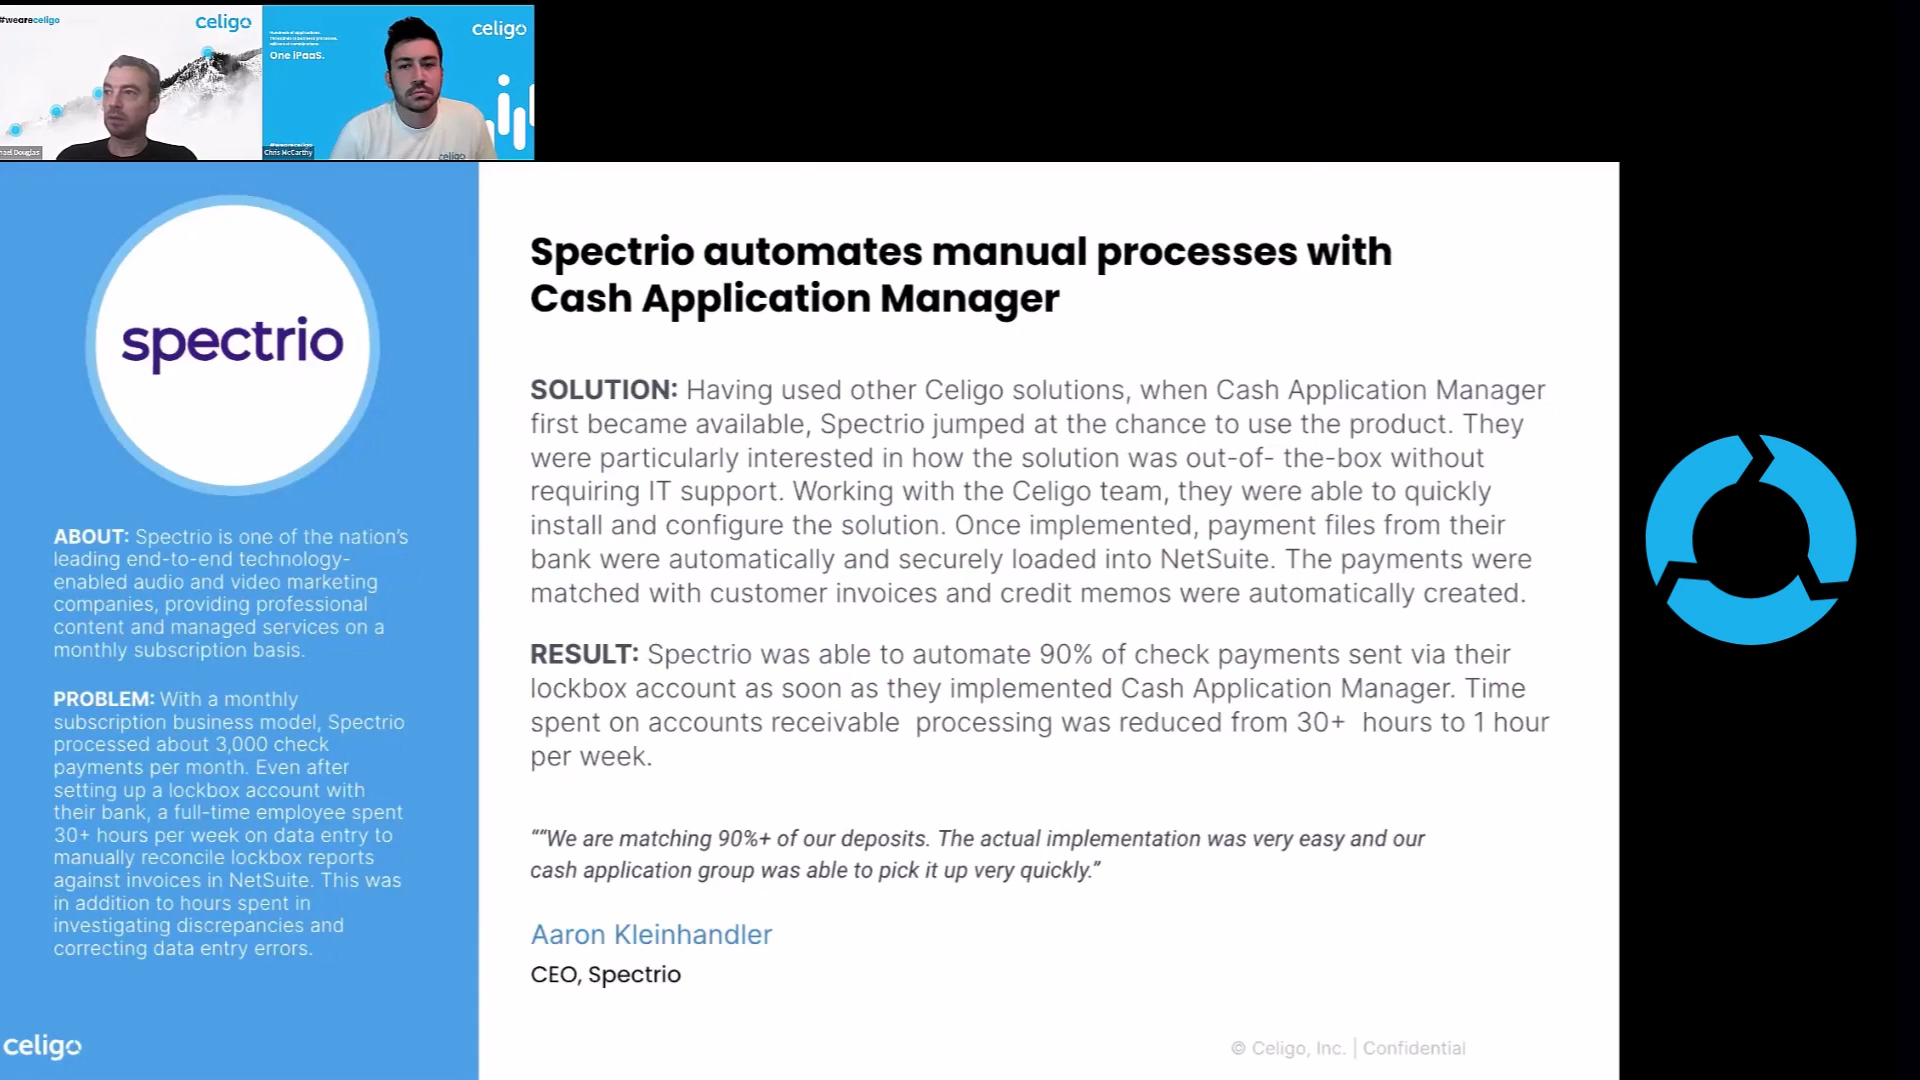 #weareceligo
celigo
hael Douglas
One iPaaS.
celigo
Chris McCarthy
celigo
spectrio
ABOUT: Spectrio is one of the nation's
leading end-to-end technology-
enabled audio and video marketing
companies, providing professional
content and managed services on a
monthly subscription basis.
PROBLEM: With a monthly
subscription business model, Spectrio
processed about 3,000 check
payments per month. Even after
setting up a lockbox account with
their bank, a full-time employee spent
30+ hours per week on data entry to
manually reconcile lockbox reports
against invoices in NetSuite. This was
in addition to hours spent in
investigating discrepancies and
correcting data entry errors.
celigo
Spectrio automates manual processes with
Cash Application Manager
SOLUTION: Having used other Celigo solutions, when Cash Application Manager
first became available, Spectrio jumped at the chance to use the product. They
were particularly interested in how the solution was out-of- the-box without
requiring IT support. Working with the Celigo team, they were able to quickly
install and configure the solution. Once implemented, payment files from their
bank were automatically and securely loaded into NetSuite. The payments were
matched with customer invoices and credit memos were automatically created.
RESULT: Spectrio was able to automate 90% of check payments sent via their
lockbox account as soon as they implemented Cash Application Manager. Time
spent on accounts receivable  processing was reduced from 30+  hours to 1 hour
per week.
““We are matching 90%+ of our deposits. The actual implementation was very easy and our
cash application group was able to pick it up very quickly.”
Aaron Kleinhandler
CEO, Spectrio
© Celigo, Inc. | Confidential